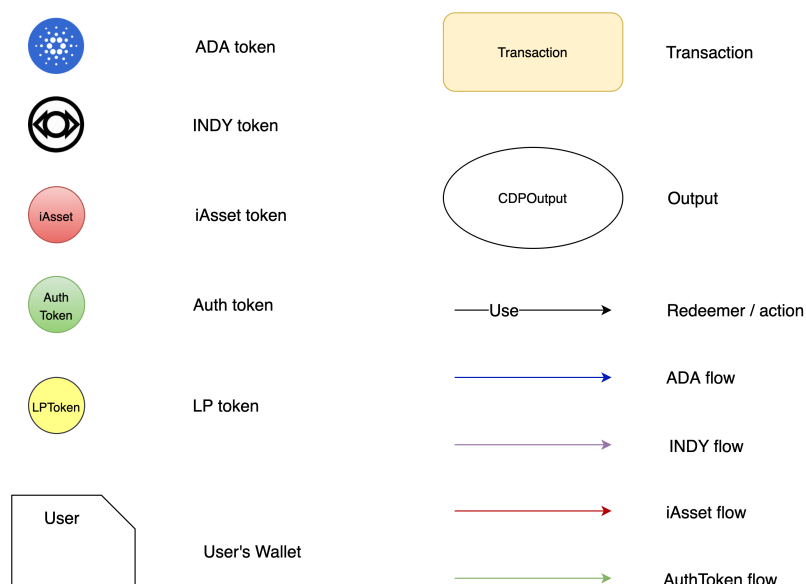 ADA token
INDY token
iAsset
iAsset token
Auth
Token
Auth token
LPToken
LP token
User
User's Wallet
Transaction
Transaction
CDPOutput
Output
Use
Redeemer / action
ADA flow
INDY flow
iAsset flow
AuthToken flow